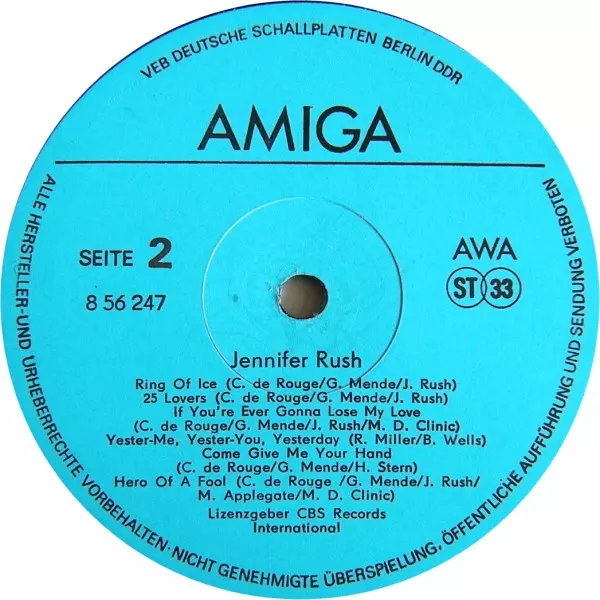 VEB DEUTSCHE SCHALLPLATTEN BERLIN DDR
AMIGA
SEITE 2
AWA
8 56 247
ST 33
Jennifer Rush
Ring Of Ice (C. de Rouge/G. Mende/J. Rush)
25 Lovers (C. de Rouge/G. Mende/J. Rush)
If You're Ever Gonna Lose My Love
(C. de Rouge/G. Mende/J. Rush/M. D. Clinic)
Yester-Me, Yester-You, Yesterday (R. Miller/B. Wells)
Come Give Me Your Hand
(C. de Rouge/G. Mende/H. Stern)
Hero Of A Fool (C. de Rouge /G. Mende/J. Rush/
M. Applegate/M. D. Clinic)
Lizenzgeber CBS Records
International
ALLE HERSTELLER-UND URHEBERRECHTE VORBEHALTEN·NICHT GENEHMIGTE ÜBERSPIELUNG, ÖFFENTLICHE AUFFÜHRUNG UND SENDUNG VERBOTEN